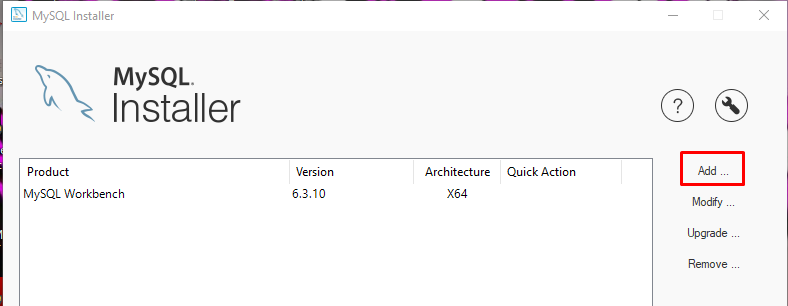 MySQL Installer
MySQL.
Installer
?
Product Version Architecture Quick Action
MySQL Workbench 6.3.10 X64
Add ...
Modify ...
Upgrade ...
Remove ...